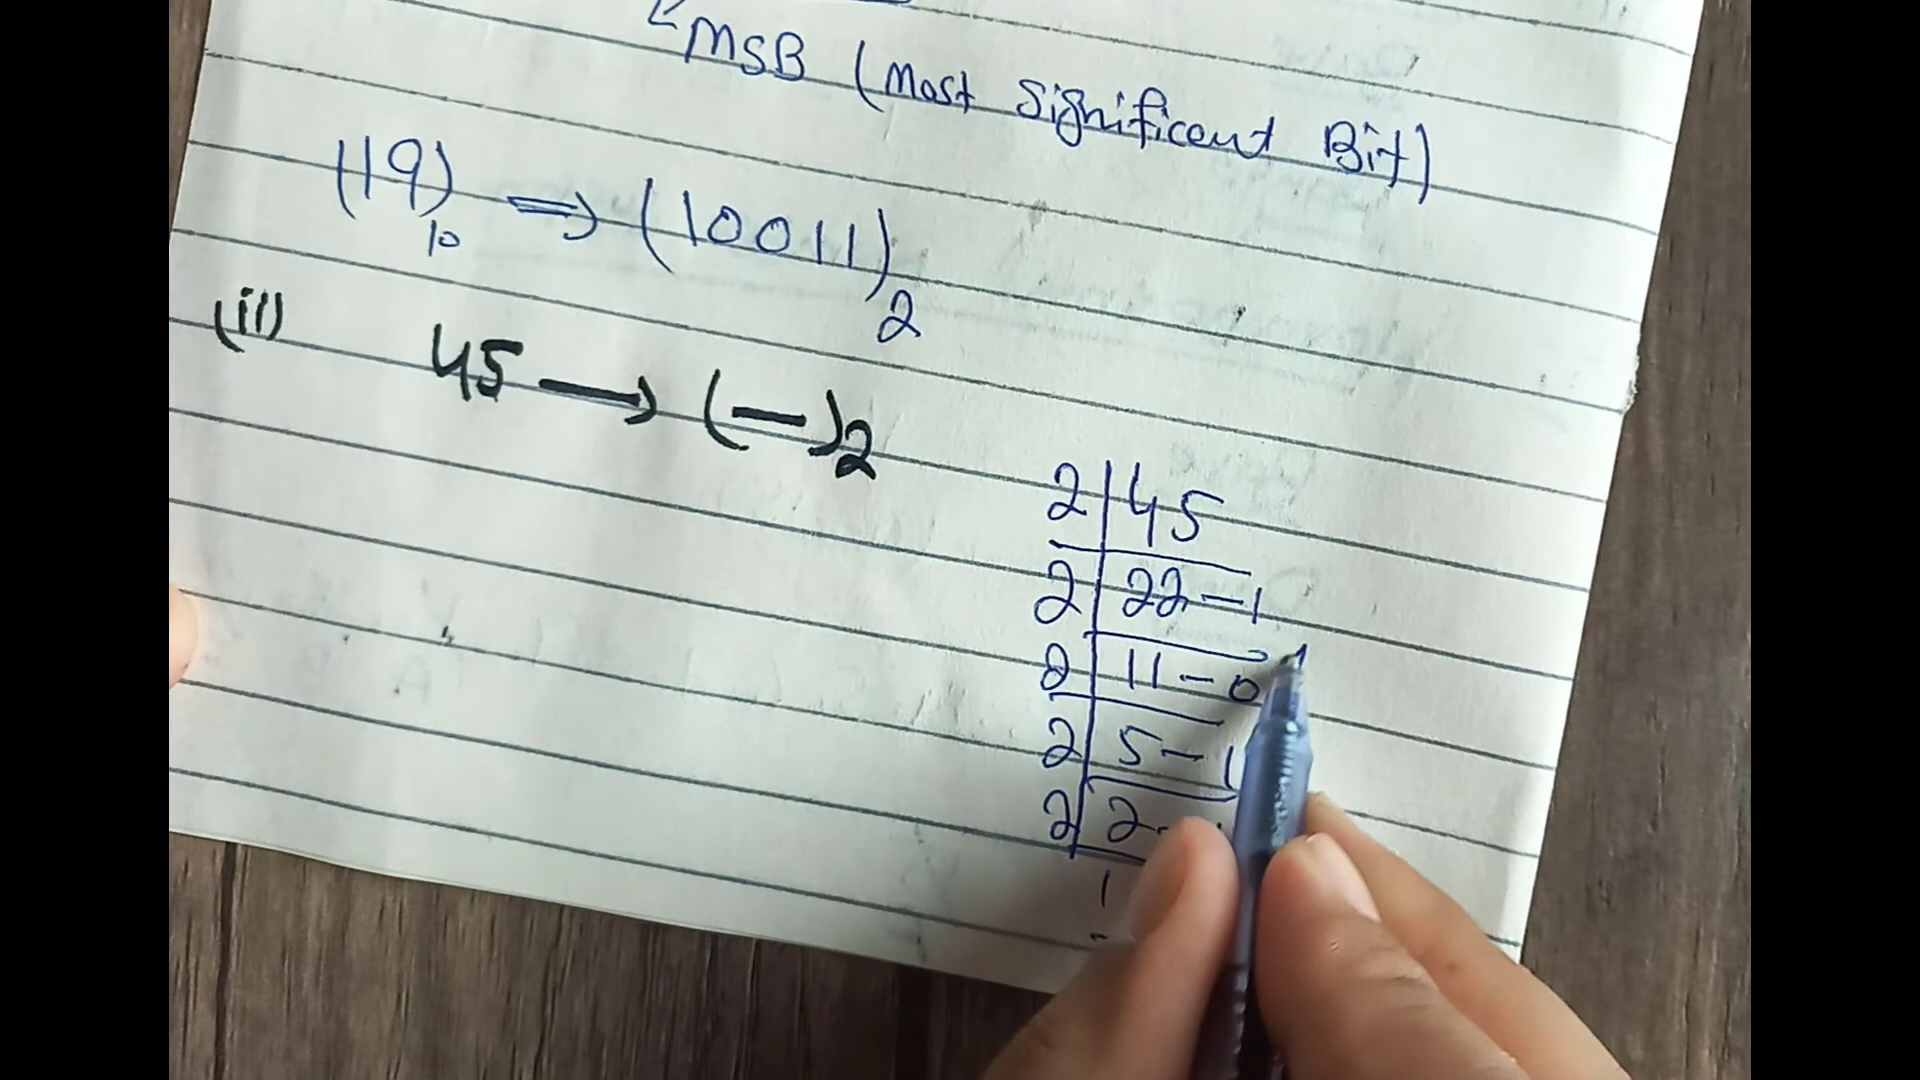 MSB (Most Significant Bit)
(19)10 ⇒ (10011)2
(ii) 45 → (—)2
2|45
2|22-1
2|11-0
2|5-1
2|2-
1